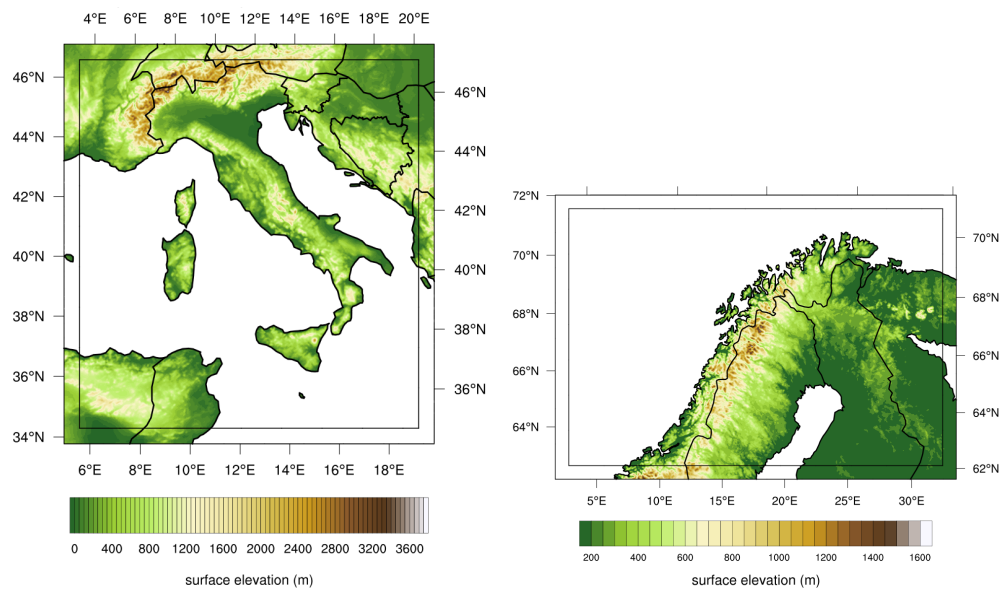 4°E 6°E 8°E 10°E 12°E 14°E 16°E 18°E 20°E
46°N
44°N
42°N
40°N
38°N
36°N
34°N
46°N
44°N
42°N
40°N
38°N
36°N
6°E 8°E 10°E 12°E 14°E 16°E 18°E
0 400 800 1200 1600 2000 2400 2800 3200 3600
surface elevation (m)
72°N
70°N
68°N
66°N
64°N
70°N
68°N
66°N
64°N
62°N
5°E 10°E 15°E 20°E 25°E 30°E
200 400 600 800 1000 1200 1400 1600
surface elevation (m)